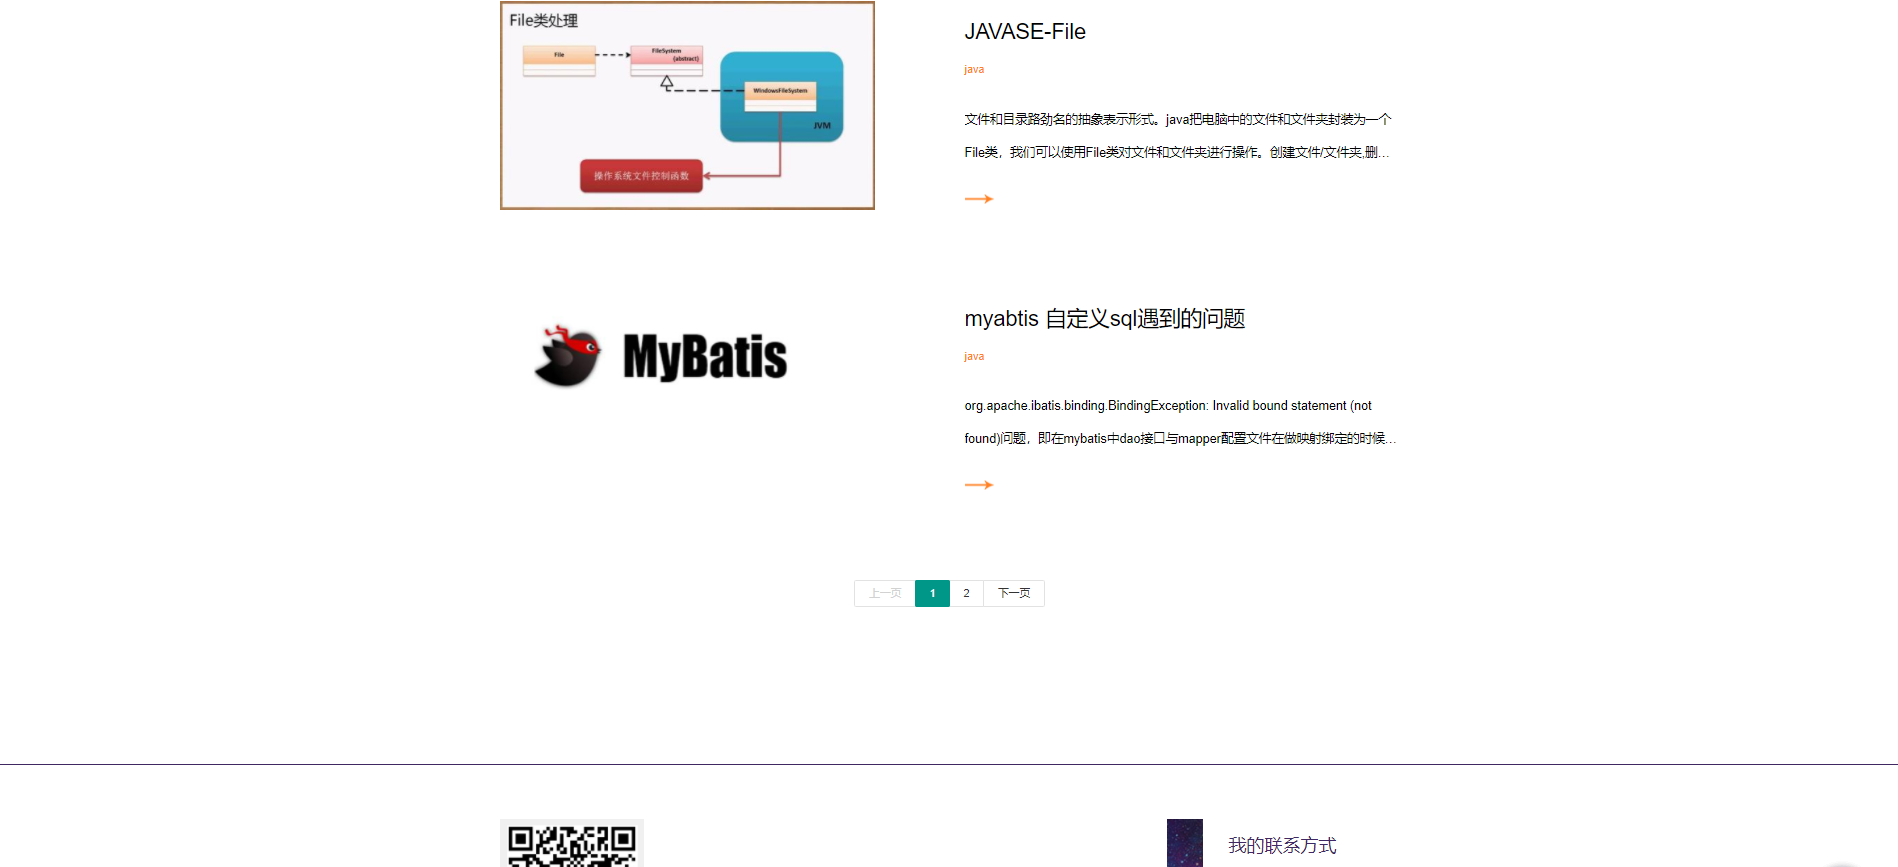 File类处理
File
FileSystem
(abstract)
WindowsFileSystem
JVM
操作系统文件控制函数
JAVASE-File
java
文件和目录路劲名的抽象表示形式。java把电脑中的文件和文件夹封装为一个
File类，我们可以使用File类对文件和文件夹进行操作。创建文件/文件夹,删...
MyBatis
myabtis 自定义sql遇到的问题
java
org.apache.ibatis.binding.BindingException: Invalid bound statement (not
found)问题，即在mybatis中dao接口与mapper配置文件在做映射绑定的时候...
上一页 1 2 下一页
我的联系方式